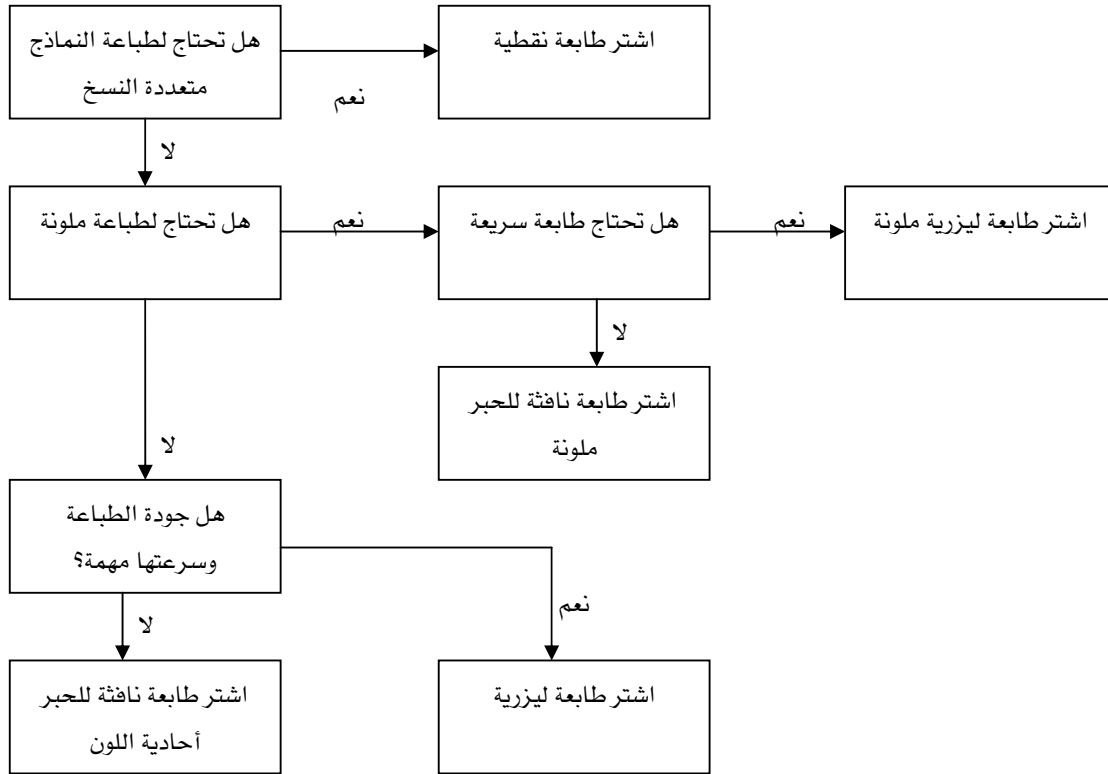 هل تحتاج لطباعة النماذج
متعددة النسخ
نعم
اشتر طابعة نقطية
لا
هل تحتاج لطباعة ملونة
نعم
هل تحتاج طابعة سريعة
نعم
اشتر طابعة ليزرية ملونة
لا
اشتر طابعة نافثة للحبر
ملونة
لا
هل جودة الطباعة
وسرعتها مهمة؟
نعم
لا
اشتر طابعة نافثة للحبر
أحادية اللون
اشتر طابعة ليزرية